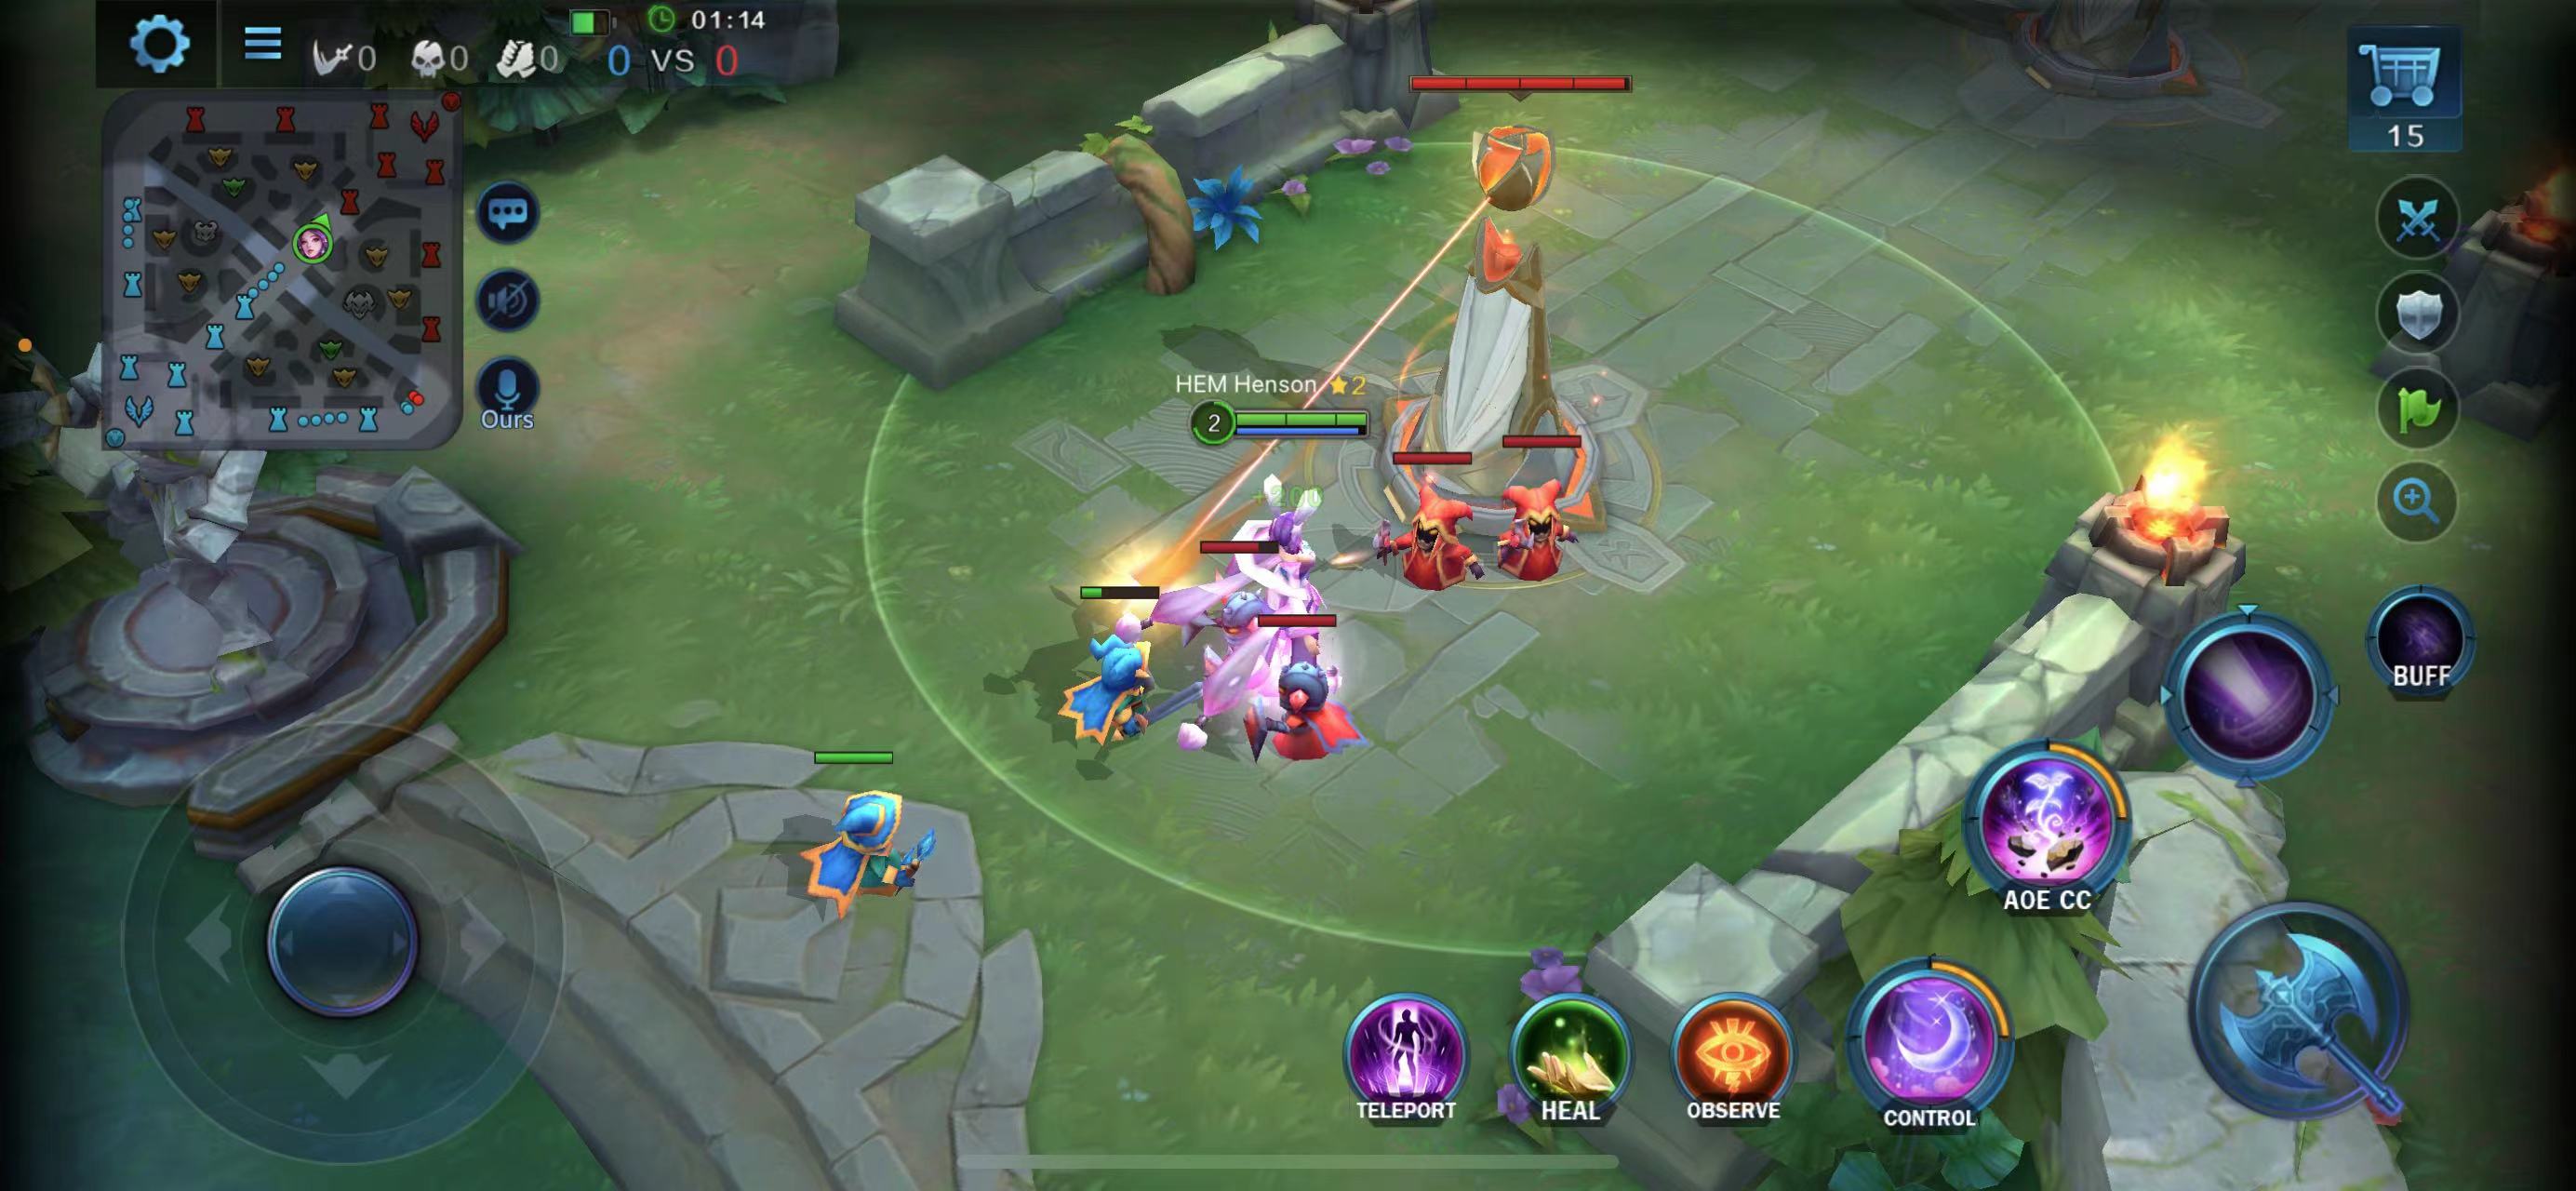 01:14
0 0 0 0 VS 0
15
Ours
HEM Henson 2
2
+200
BUFF
AOE CC
TELEPORT
HEAL
OBSERVE
CONTROL